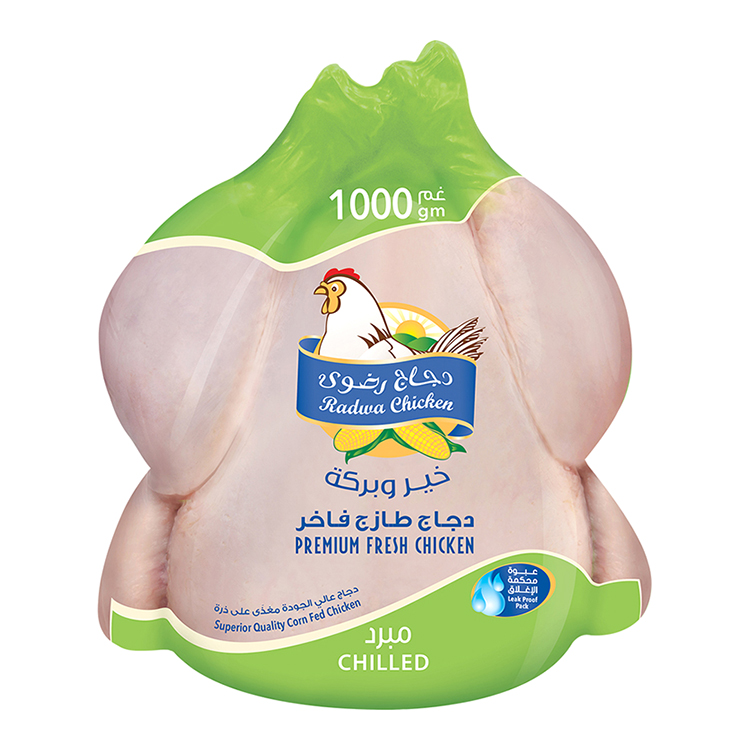 1000 غم
gm
دجاج رضوى
Radwa Chicken
خير وبركة
دجاج طازج فاخر
PREMIUM FRESH CHICKEN
عبوة
محكمة
الإغلاق
Leak Proof
Pack
دجاج عالي الجودة مغذى على ذرة
Superior Quality Corn Fed Chicken
مبرد
CHILLED